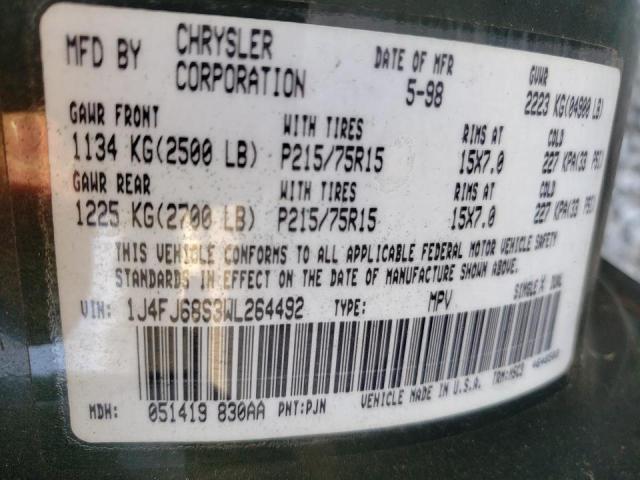 MFD BY CHRYSLER CORPORATION DATE OF MFR 5-98 GVWR 2223 KG(04900 LB)
GAWR FRONT WITH TIRES RIMS AT COLD
1134 KG(2500 LB) P215/75R15 15X7.0 227 KPA(33 PSI)
GAWR REAR WITH TIRES RIMS AT COLD
1225 KG(2700 LB) P215/75R15 15X7.0 227 KPA(33 PSI)
THIS VEHICLE CONFORMS TO ALL APPLICABLE FEDERAL MOTOR VEHICLE SAFETY
STANDARDS IN EFFECT ON THE DATE OF MANUFACTURE SHOWN ABOVE.
VIN: 1J4FJ68S3WL264492 TYPE: MPV SINGLE X DUAL
MDH: 051419 830AA PNT:PJN VEHICLE MADE IN U.S.A.